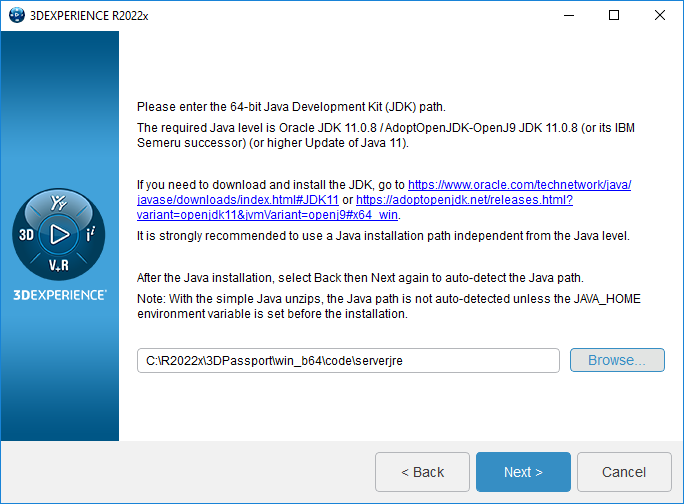 3DEXPERIENCE R2022x
Please enter the 64-bit Java Development Kit (JDK) path.
The required Java level is Oracle JDK 11.0.8 / AdoptOpenJDK-OpenJ9 JDK 11.0.8 (or its IBM
Semeru successor) (or higher Update of Java 11).
If you need to download and install the JDK, go to https://www.oracle.com/technetwork/java/
javase/downloads/index.html#JDK11 or https://adoptopenjdk.net/releases.html?
variant=openjdk11&jvmVariant=openj9#x64_win.
It is strongly recommended to use a Java installation path independent from the Java level.
3D
i²
V+R
3DEXPERIENCE
After the Java installation, select Back then Next again to auto-detect the Java path.
Note: With the simple Java unzips, the Java path is not auto-detected unless the JAVA_HOME
environment variable is set before the installation.
C:\R2022x\3DPassport\win_b64\code\serverjre
Browse...
< Back
Next >
Cancel